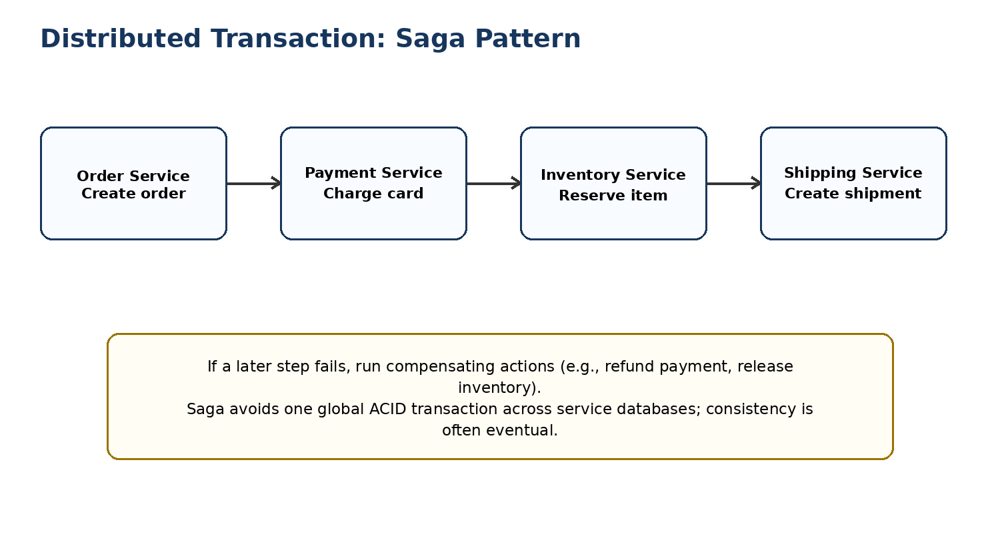 Distributed Transaction: Saga Pattern
Order Service
Create order
Payment Service
Charge card
Inventory Service
Reserve item
Shipping Service
Create shipment
If a later step fails, run compensating actions (e.g., refund payment, release
inventory).
Saga avoids one global ACID transaction across service databases; consistency is
often eventual.